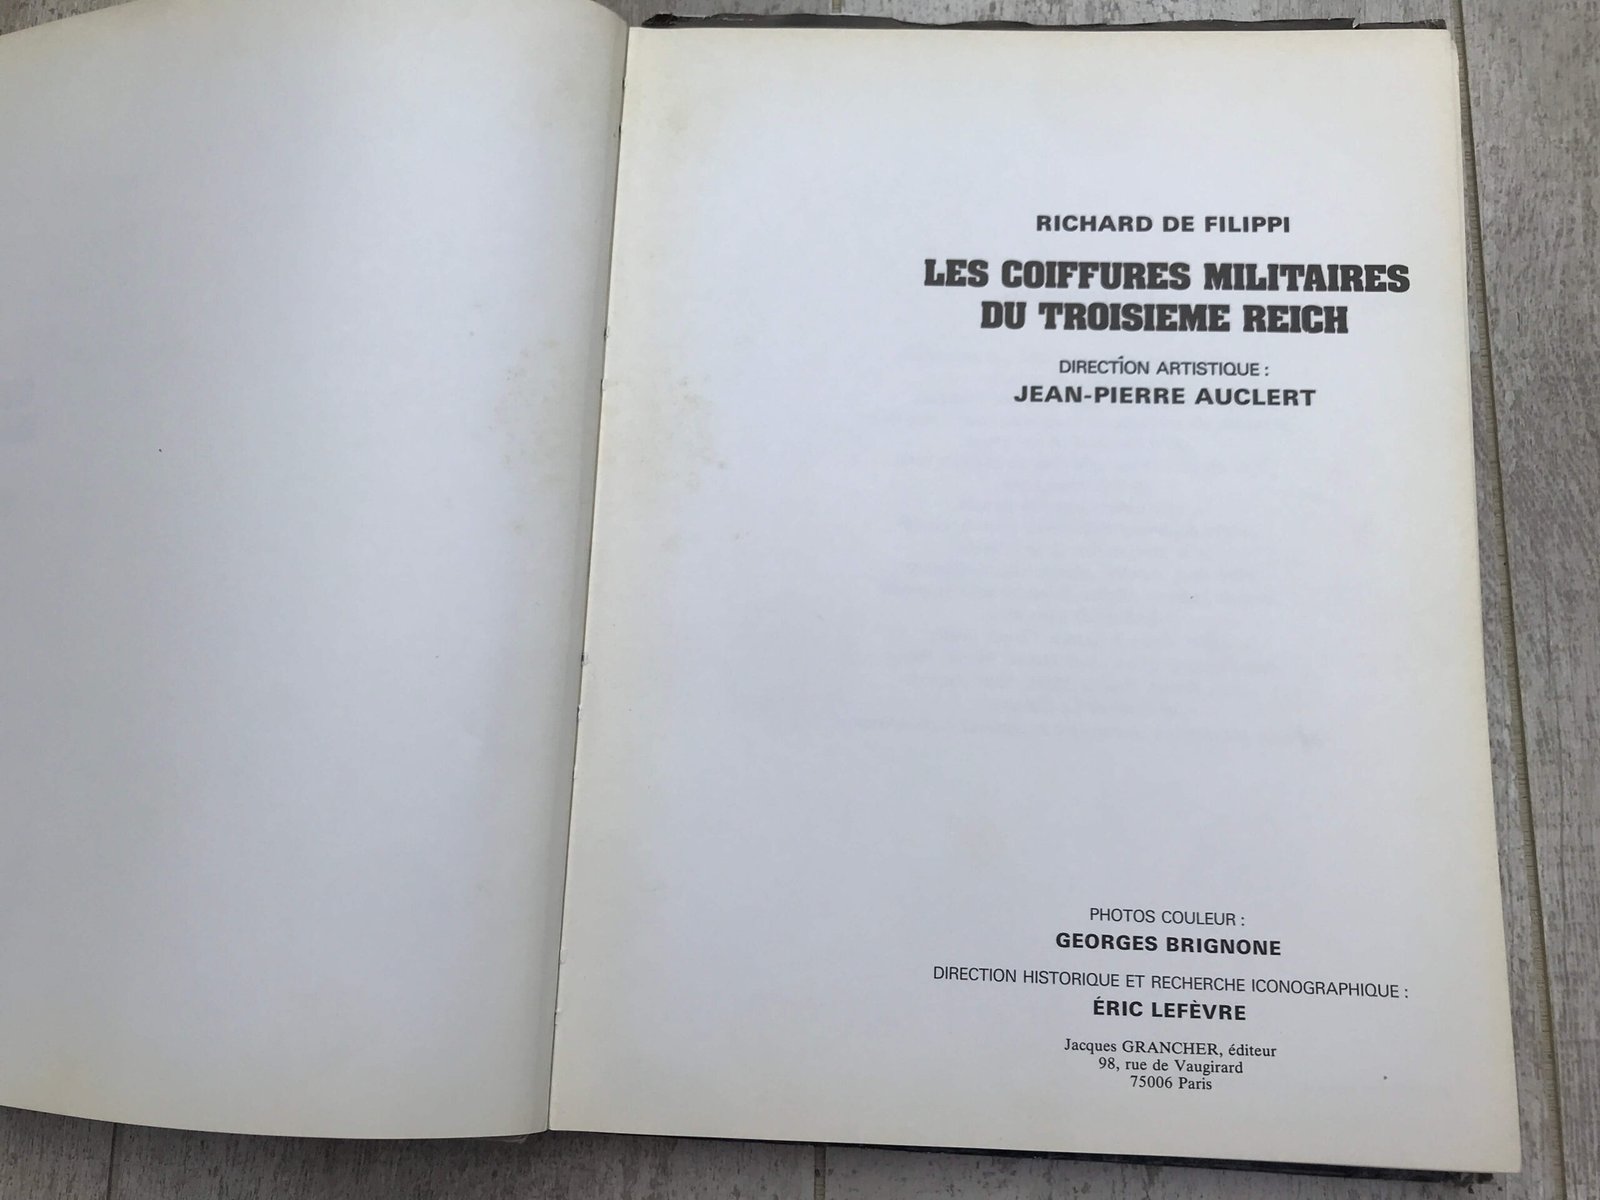 RICHARD DE FILIPPI
LES COIFFURES MILITAIRES
DU TROISIEME REICH
DIRECTION ARTISTIQUE :
JEAN-PIERRE AUCLERT
PHOTOS COULEUR :
GEORGES BRIGNONE
DIRECTION HISTORIQUE ET RECHERCHE ICONOGRAPHIQUE :
ÉRIC LEFÈVRE
Jacques GRANCHER, éditeur
98, rue de Vaugirard
75006 Paris